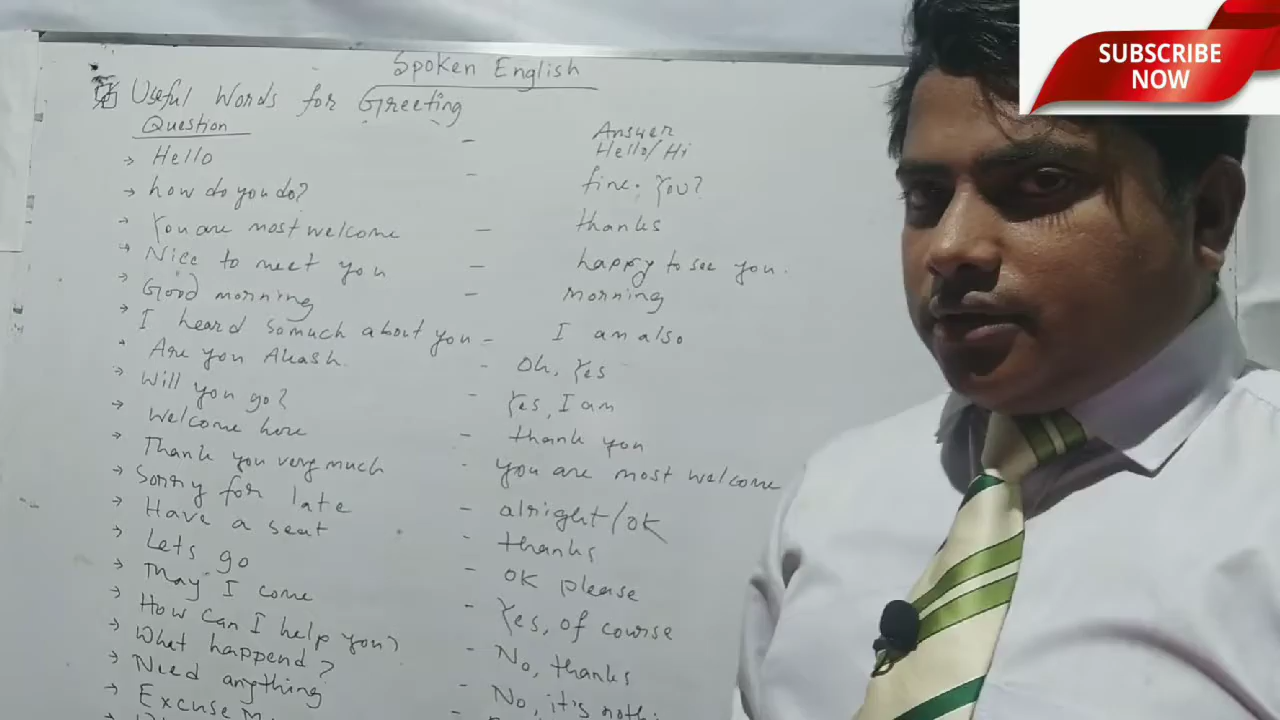 SUBSCRIBE
NOW
Spoken English
Useful Words for Greeting
Question - Answer
Hello - Hello/Hi
how do you do? fine, You?
You are most welcome - thanks
Nice to meet you - happy to see you.
Good morning - morning
I heard somuch about you - I am also
Are you Akash. - Oh, Yes
Will you go? - Yes, I am
Welcome here - thank you
Thank you very much - you are most welcome
Sorry for late - alright/ok
Have a seat - thanks
Lets go - OK please
May I come - Yes, of course
How can I help you? - No, thanks
What happend? - No, it's
Need anything
Excuse